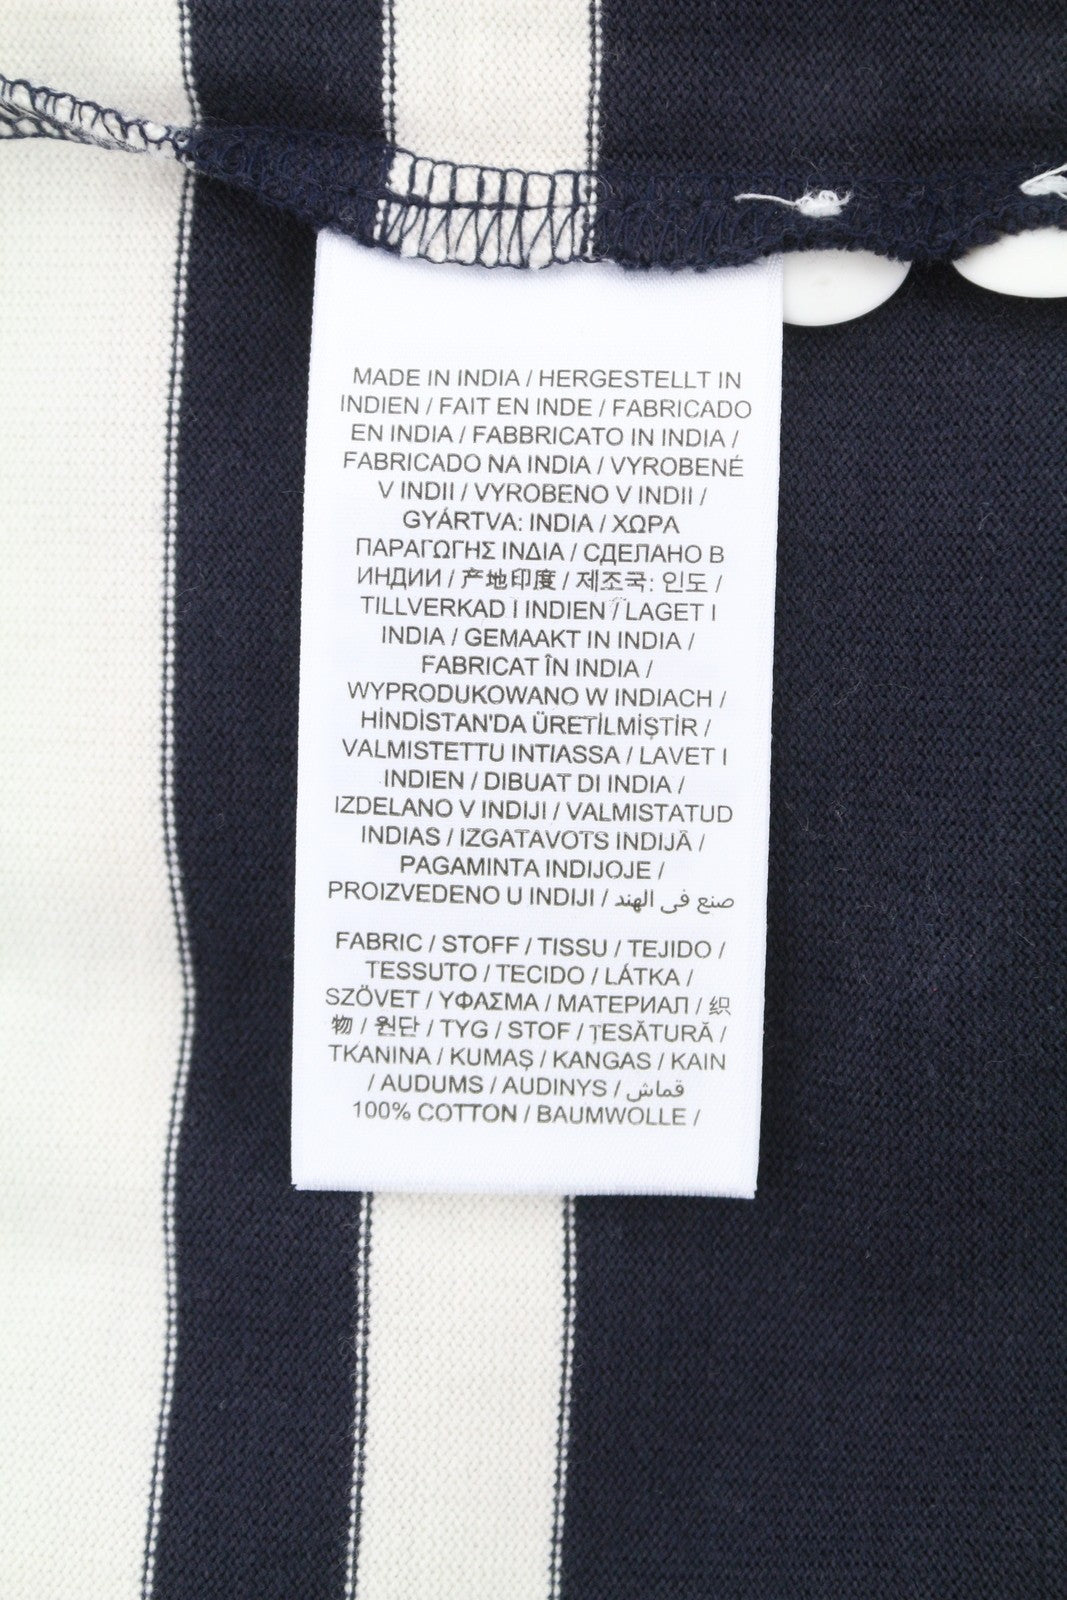 MADE IN INDIA / HERGESTELLT IN
INDIEN / FAIT EN INDE / FABRICADO
EN INDIA / FABBRICATO IN INDIA /
FABRICADO NA INDIA / VYROBENÉ
V INDII / VYROBENO V INDII /
GYÁRTVA: INDIA / ΧΩΡΑ
ΠΑΡΑΓΩΓΗΣ ΙΝΔΙΑ / СДЕЛАНО В
ИНДИИ / 产地印度 / 제조국: 인도 /
TILLVERKAD I INDIEN / LAGET I
INDIA / GEMAAKT IN INDIA /
FABRICAT ÎN INDIA /
WYPRODUKOWANO W INDIACH /
HİNDİSTAN'DA ÜRETİLMİŞTİR /
VALMISTETTU INTIASSA / LAVET I
INDIEN / DIBUAT DI INDIA /
IZDELANO V INDIJI / VALMISTATUD
INDIAS / IZGATAVOTS INDIJĀ /
PAGAMINTA INDIJOJE /
PROIZVEDENO U INDIJI / صنع في الهند
FABRIC / STOFF / TISSU / TEJIDO /
TESSUTO / TECIDO / LÁTKA /
SZÖVET / ΥΦΑΣΜΑ / МАТЕРИАЛ / 织
物 / 원단 / TYG / STOF / ȚESĂTURĂ /
TKANINA / KUMAŞ / KANGAS / KAIN
/ AUDUMS / AUDINYS / قماش
100% COTTON / BAUMWOLLE /